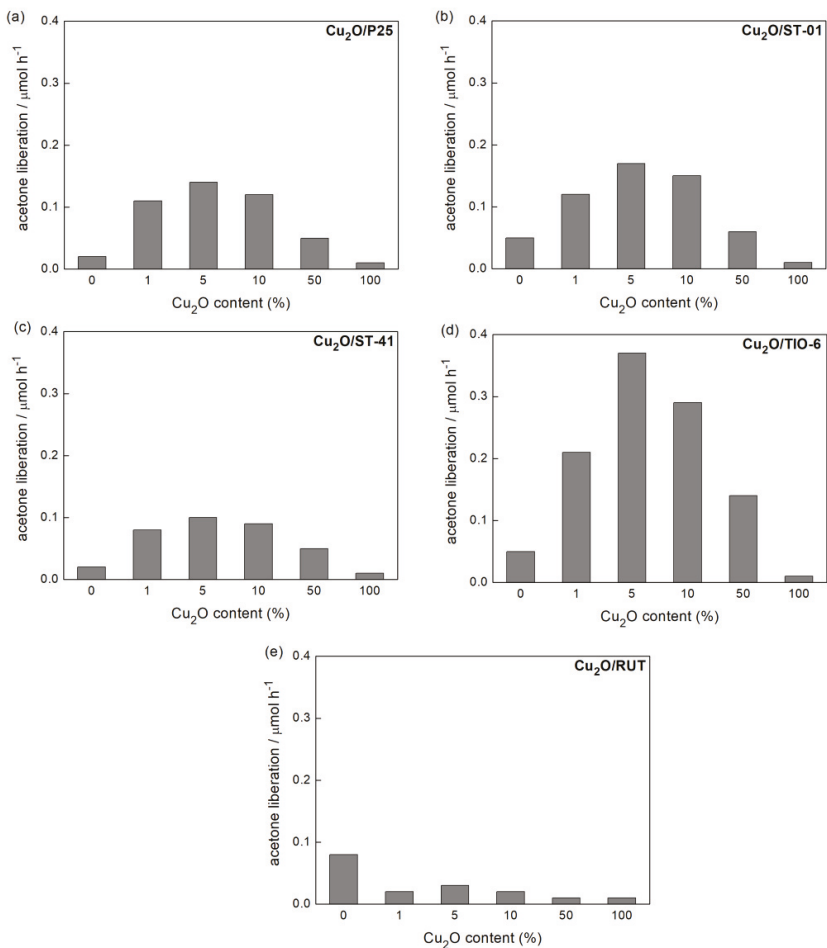 (a)
Cu₂O/P25
0.4
0.3
0.2
0.1
0.0
acetone liberation / μmol h⁻¹
0 1 5 10 50 100
Cu₂O content (%)
(b)
Cu₂O/ST-01
0.4
0.3
0.2
0.1
0.0
acetone liberation / μmol h⁻¹
0 1 5 10 50 100
Cu₂O content (%)
(c)
Cu₂O/ST-41
0.4
0.3
0.2
0.1
0.0
acetone liberation / μmol h⁻¹
0 1 5 10 50 100
Cu₂O content (%)
(d)
Cu₂O/TIO-6
0.4
0.3
0.2
0.1
0.0
acetone liberation / μmol h⁻¹
0 1 5 10 50 100
Cu₂O content (%)
(e)
Cu₂O/RUT
0.4
0.3
0.2
0.1
0.0
acetone liberation / μmol h⁻¹
0 1 5 10 50 100
Cu₂O content (%)